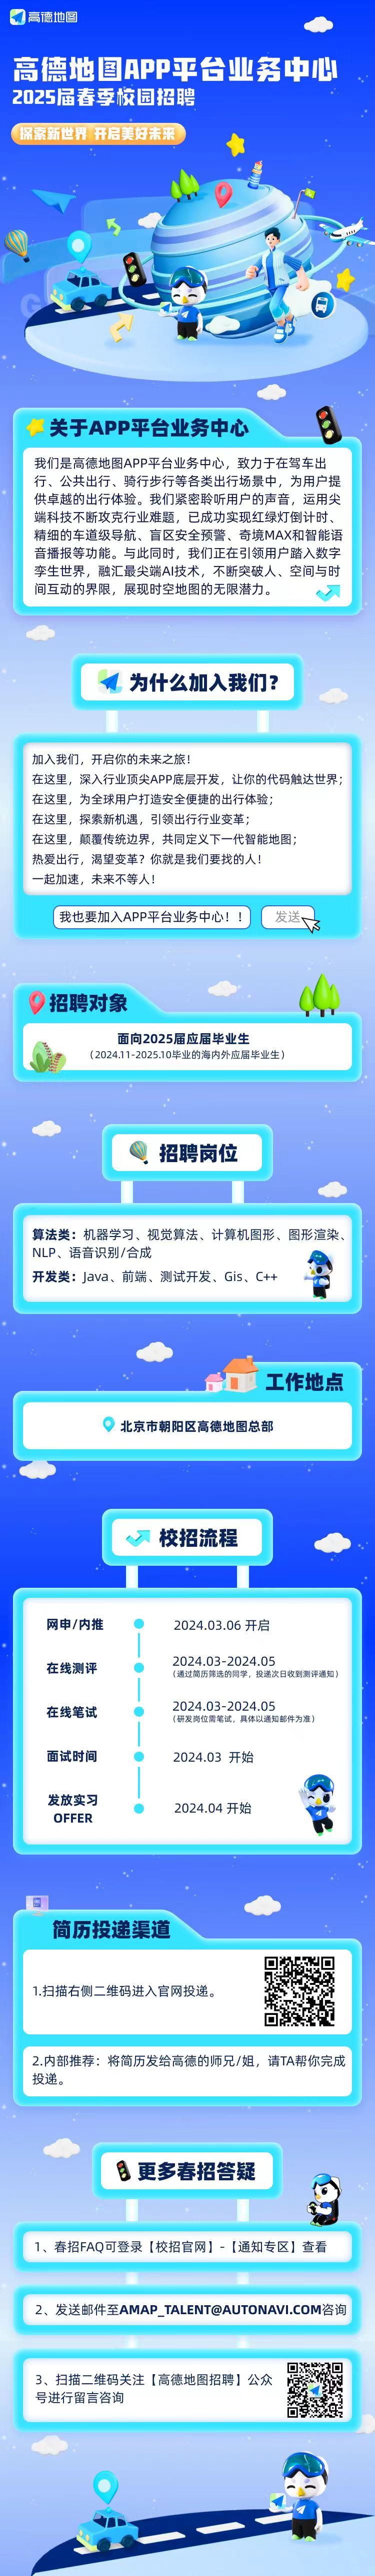 高德地图
高德地图APP平台业务中心
2025届春季校园招聘
探索新世界 开启美好未来
G
关于APP平台业务中心
我们是高德地图APP平台业务中心，致力于在驾车出
行、公共出行、骑行步行等各类出行场景中，为用户提
供卓越的出行体验。我们紧密聆听用户的声音，运用尖
端科技不断攻克行业难题，已成功实现红绿灯倒计时、
精细的车道级导航、盲区安全预警、奇境MAX和智能语
音播报等功能。与此同时，我们正在引领用户踏入数字
孪生世界，融汇最尖端AI技术，不断突破人、空间与时
间互动的界限，展现时空地图的无限潜力。
为什么加入我们？
加入我们，开启你的未来之旅！
在这里，深入行业顶尖APP底层开发，让你的代码触达世界；
在这里，为全球用户打造安全便捷的出行体验；
在这里，探索新机遇，引领出行行业变革；
在这里，颠覆传统边界，共同定义下一代智能地图；
热爱出行，渴望变革？你就是我们要找的人！
一起加速，未来不等人！
我也要加入APP平台业务中心！！
发送
招聘对象
面向2025届应届毕业生
（2024.11-2025.10毕业的海内外应届毕业生）
招聘岗位
算法类：机器学习、视觉算法、计算机图形、图形渲染、
NLP、语音识别/合成
开发类：Java、前端、测试开发、Gis、C++
工作地点
北京市朝阳区高德地图总部
校招流程
网申/内推 2024.03.06 开启
在线测评 2024.03-2024.05
（通过简历筛选的同学，投递次日收到测评通知）
在线笔试 2024.03-2024.05
（研发岗位需笔试，具体以通知邮件为准）
面试时间 2024.03 开始
发放实习
OFFER 2024.04 开始
简历投递渠道
1.扫描右侧二维码进入官网投递。
2.内部推荐：将简历发给高德的师兄/姐，请TA帮你完成
投递。
更多春招答疑
1、春招FAQ可登录【校招官网】-【通知专区】查看
2、发送邮件至AMAP_TALENT@AUTONAVI.COM咨询
3、扫描二维码关注【高德地图招聘】公众
号进行留言咨询